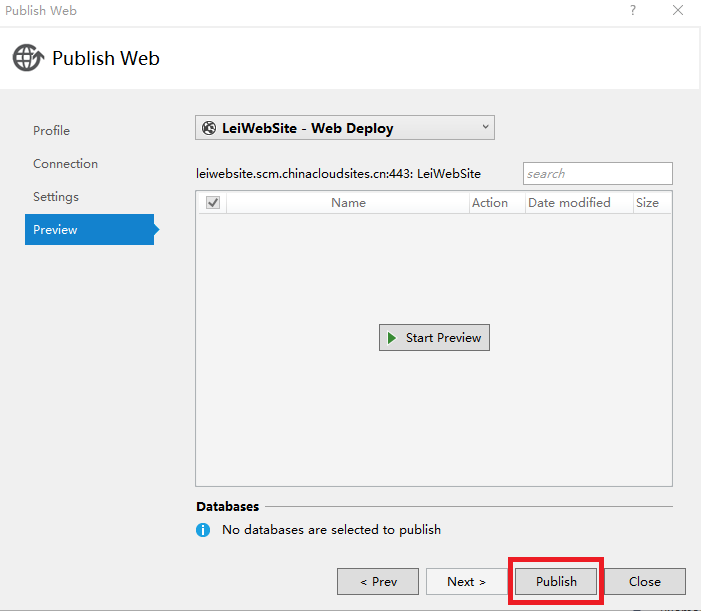 Publish Web
?
Publish Web
Profile
Connection
Settings
Preview
LeiWebSite - Web Deploy
leiwebsite.scm.chinacloudsites.cn:443: LeiWebSite
search
Name Action Date modified Size
Start Preview
Databases
No databases are selected to publish
< Prev Next > Publish Close